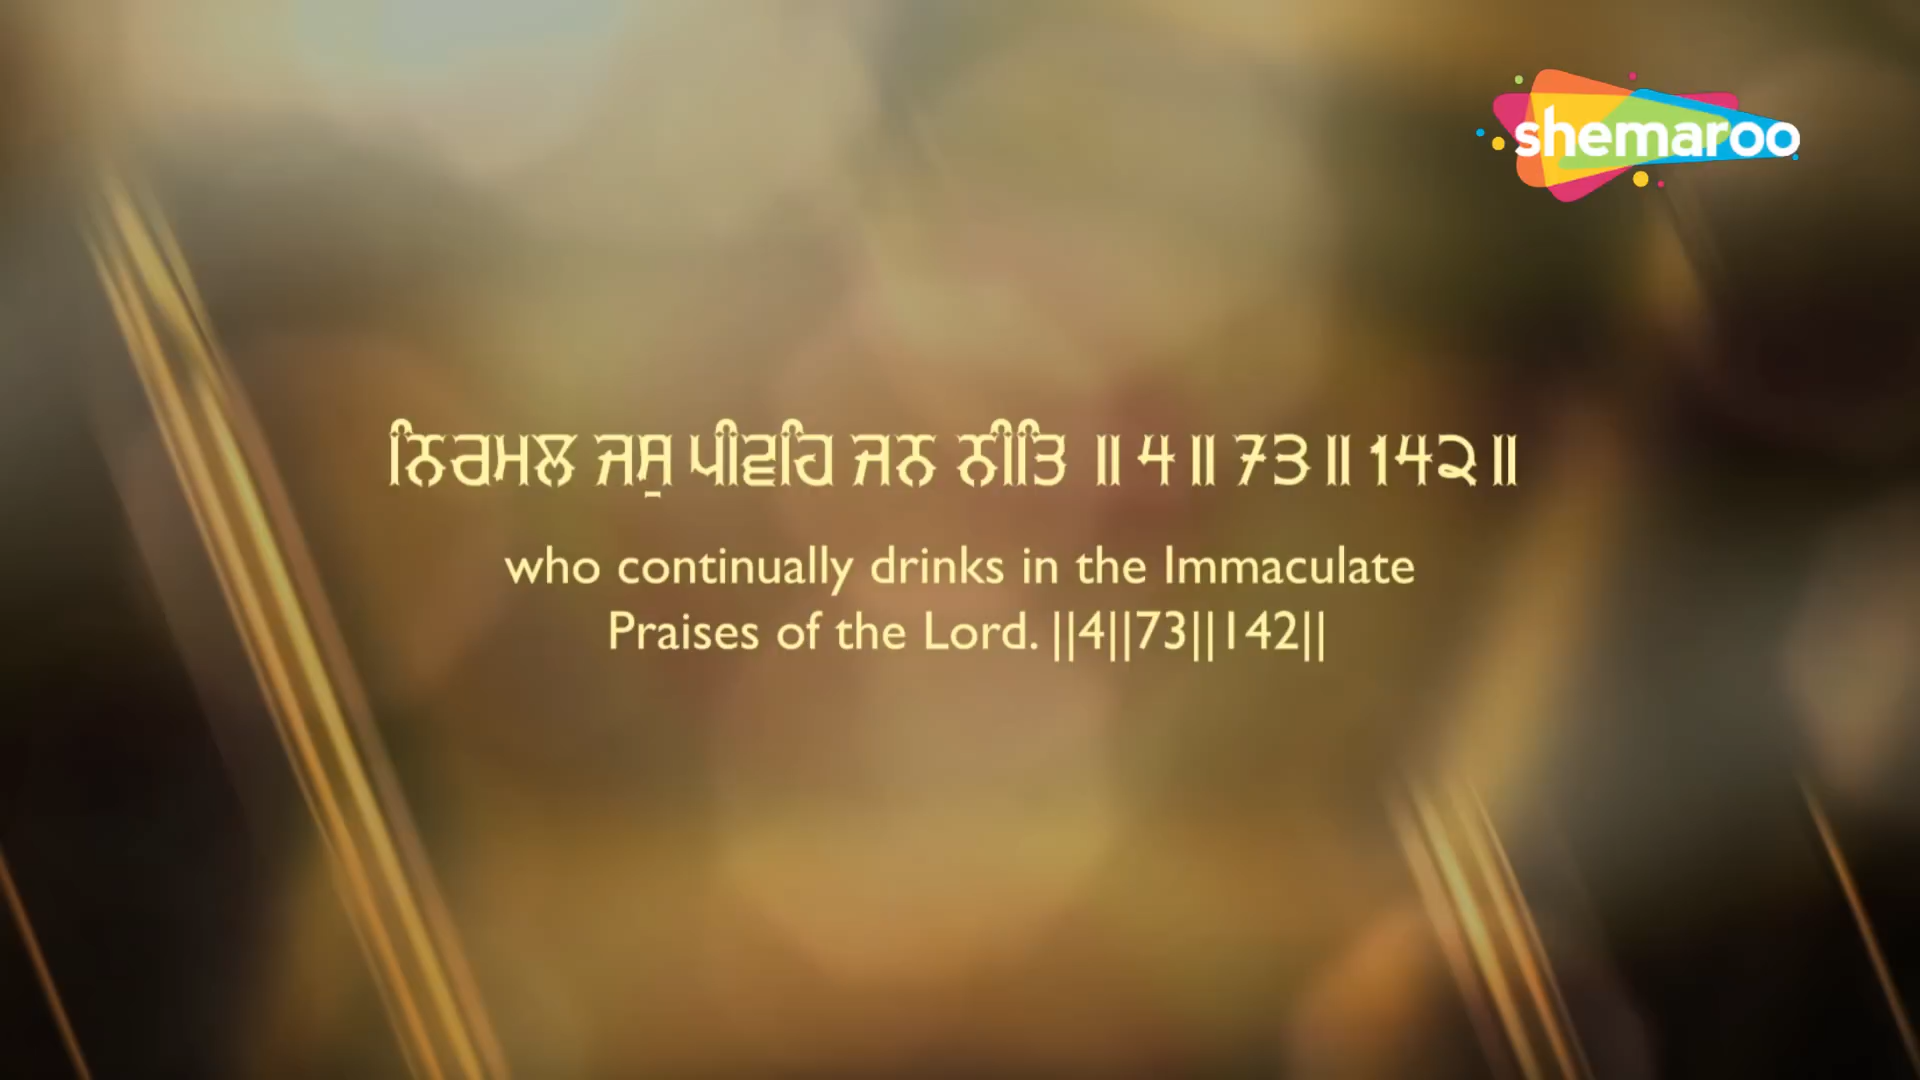 shemaroo
ਨਿਰਮਲ ਜਸੁ ਪੀਵਹਿ ਜਨ ਨੀਤਿ ॥੪॥੭੩॥੧੪੨॥
who continually drinks in the Immaculate
Praises of the Lord. ||4||73||142||